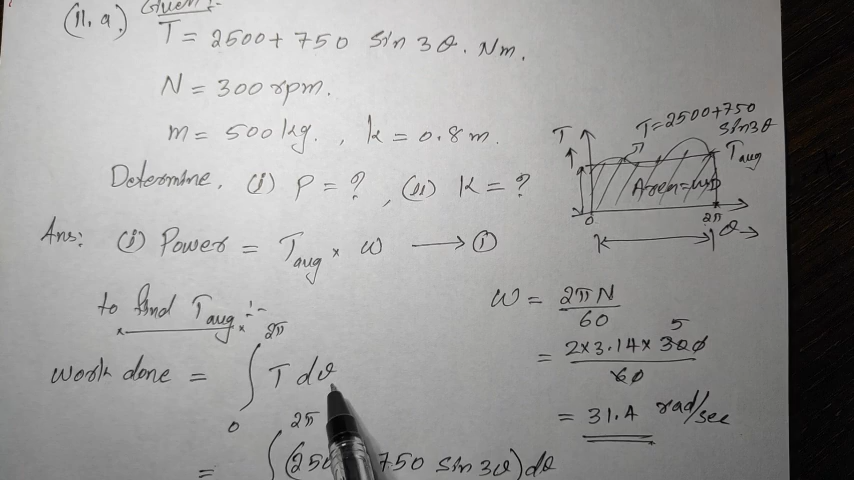 (11.a) Given:-
T = 2500 + 750 sin 3θ. Nm.
N = 300 rpm.
m = 500 kg. , k = 0.8 m.
Determine, (i) P = ? , (ii) K = ?
T
T = 2500+750
sin3θ
Tavg
Area = WD
0
2π
θ
Ans: (i) Power = Tavg × ω → ①
to find Tavg:-
work done = ∫ T dθ
2π
0
ω = 2πN
60
= 2×3.14×300
5
60
= 31.4 rad/sec
2π
= ∫ (250 750 sin 3θ) dθ